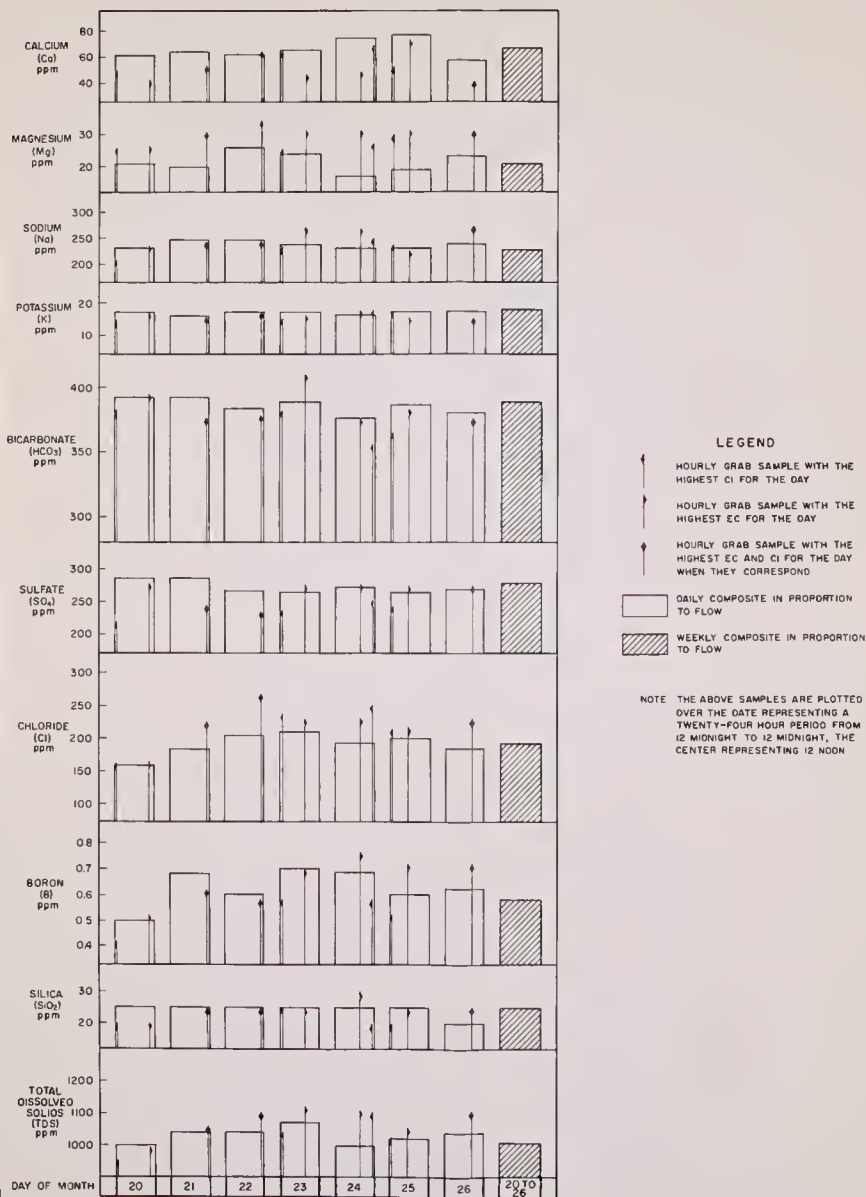 CALCIUM
(Ca)
ppm
80
60
40
MAGNESIUM
(Mg)
ppm
30
20
SODIUM
(Na)
ppm
300
250
200
POTASSIUM
(K)
ppm
20
10
BICARBONATE
(HCO3)
ppm
400
350
300
SULFATE
(SO4)
ppm
300
250
200
CHLORIDE
(Cl)
ppm
300
250
200
150
100
BORON
(B)
ppm
0.8
0.7
0.6
0.5
0.4
SILICA
(SiO2)
ppm
30
20
TOTAL
DISSOLVED
SOLIDS
(TDS)
ppm
1200
1100
1000
DAY OF MONTH 20 21 22 23 24 25 26 20 TO
26
LEGEND
HOURLY GRAB SAMPLE WITH THE
HIGHEST Cl FOR THE DAY
HOURLY GRAB SAMPLE WITH THE
HIGHEST EC FOR THE DAY
HOURLY GRAB SAMPLE WITH THE
HIGHEST EC AND Cl FOR THE DAY
WHEN THEY CORRESPOND
DAILY COMPOSITE IN PROPORTION
TO FLOW
WEEKLY COMPOSITE IN PROPORTION
TO FLOW
NOTE THE ABOVE SAMPLES ARE PLOTTED
OVER THE DATE REPRESENTING A
TWENTY-FOUR HOUR PERIOD FROM
12 MIDNIGHT TO 12 MIDNIGHT, THE
CENTER REPRESENTING 12 NOON